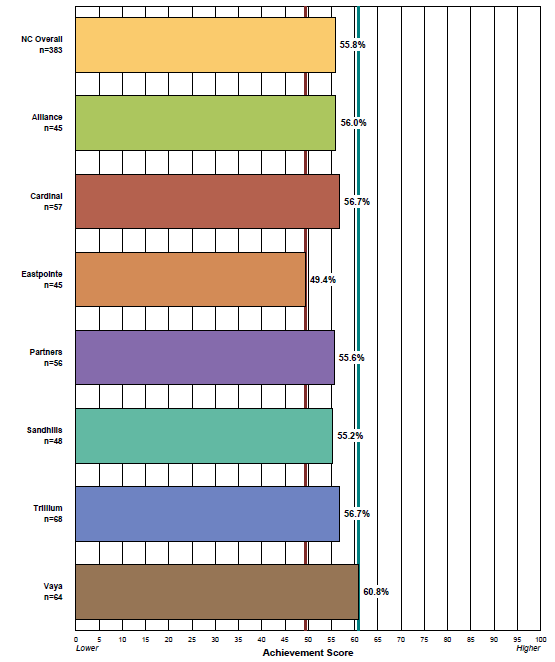 NC Overall
n=383
55.8%
Alliance
n=45
56.0%
Cardinal
n=57
56.7%
Eastpointe
n=45
49.4%
Partners
n=56
55.6%
Sandhills
n=48
55.2%
Trillium
n=68
56.7%
Vaya
n=64
60.8%
0 5 10 15 20 25 30 35 40 45 50 55 60 65 70 75 80 85 90 95 100
Lower Higher
Achievement Score